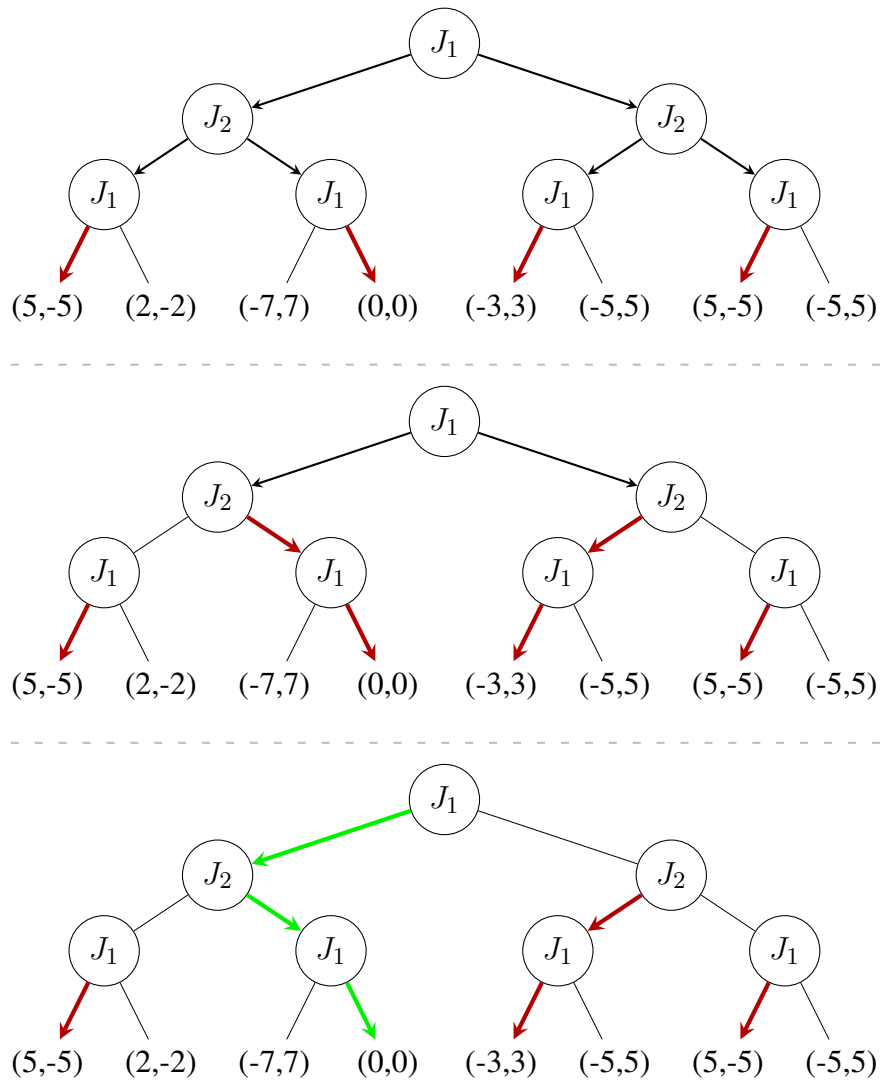 J₁
J₂ J₂
J₁ J₁ J₁ J₁
(5,-5) (2,-2) (-7,7) (0,0) (-3,3) (-5,5) (5,-5) (-5,5)
J₁
J₂ J₂
J₁ J₁ J₁ J₁
(5,-5) (2,-2) (-7,7) (0,0) (-3,3) (-5,5) (5,-5) (-5,5)
J₁
J₂ J₂
J₁ J₁ J₁ J₁
(5,-5) (2,-2) (-7,7) (0,0) (-3,3) (-5,5) (5,-5) (-5,5)